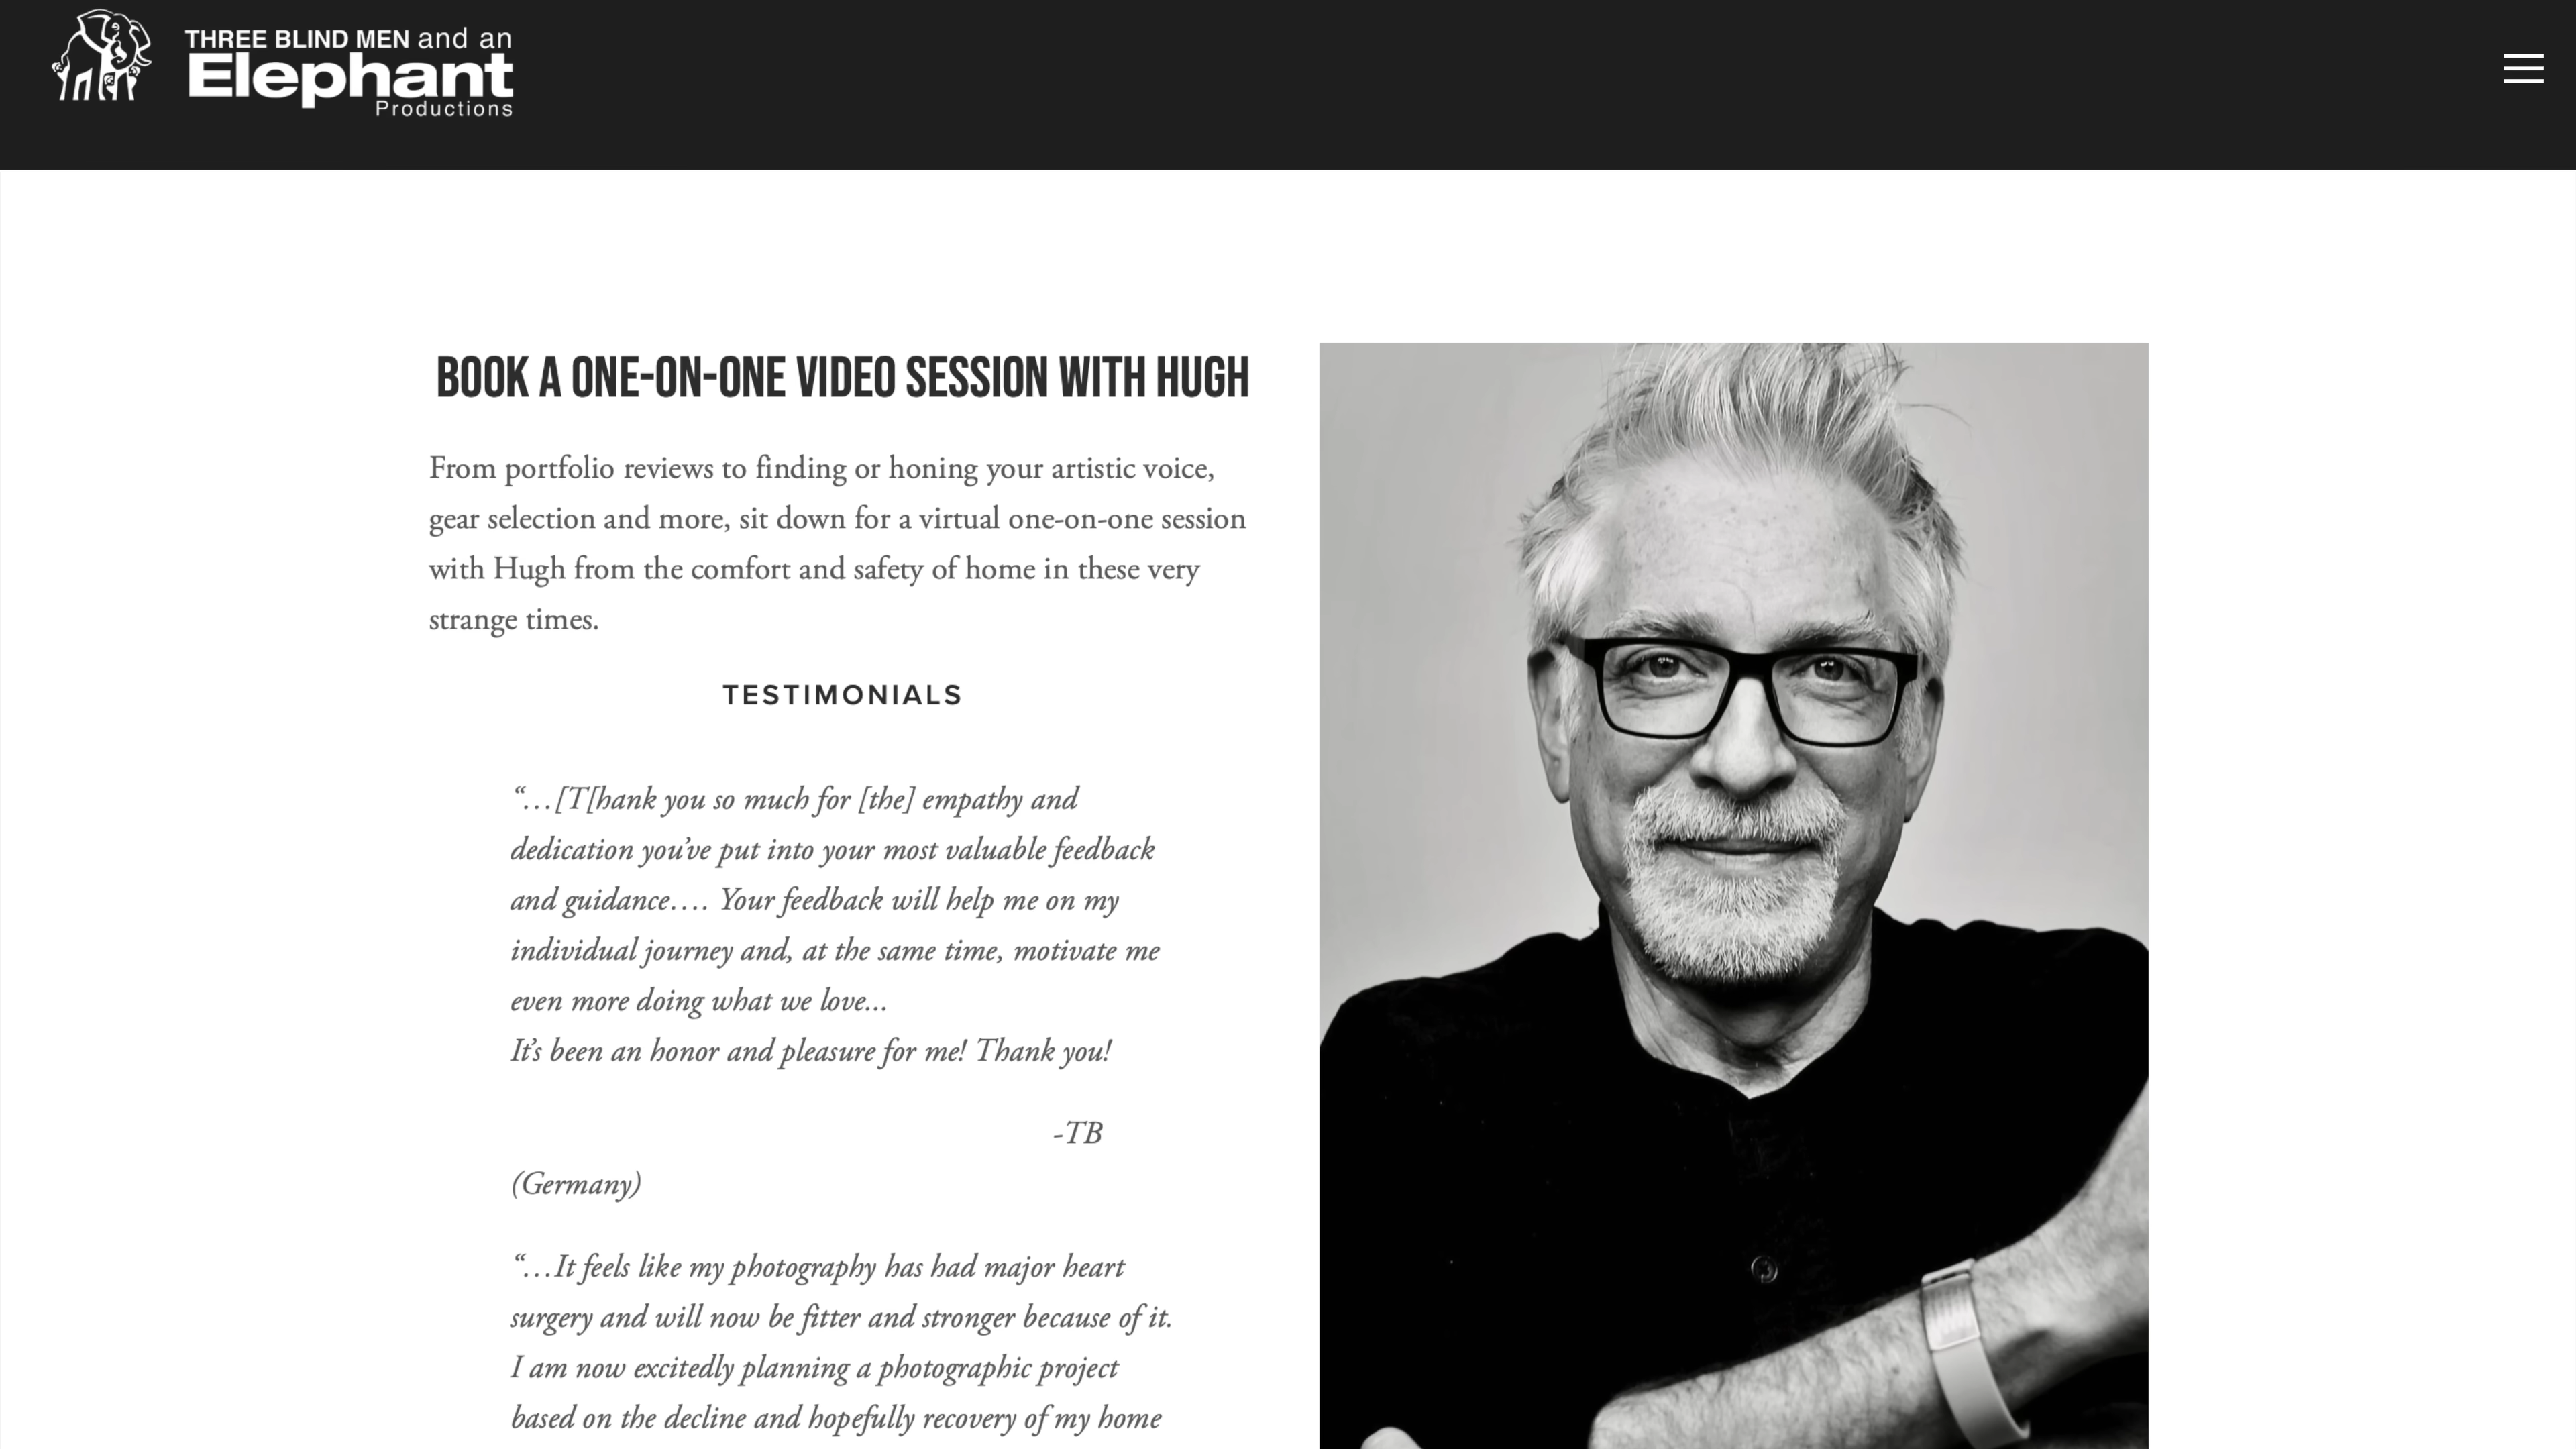 THREE BLIND MEN and an
Elephant
Productions
BOOK A ONE-ON-ONE VIDEO SESSION WITH HUGH
From portfolio reviews to finding or honing your artistic voice,
gear selection and more, sit down for a virtual one-on-one session
with Hugh from the comfort and safety of home in these very
strange times.
TESTIMONIALS
“…[T[hank you so much for [the] empathy and
dedication you’ve put into your most valuable feedback
and guidance…. Your feedback will help me on my
individual journey and, at the same time, motivate me
even more doing what we love...
It’s been an honor and pleasure for me! Thank you!
-TB
(Germany)
“…It feels like my photography has had major heart
surgery and will now be fitter and stronger because of it.
I am now excitedly planning a photographic project
based on the decline and hopefully recovery of my home